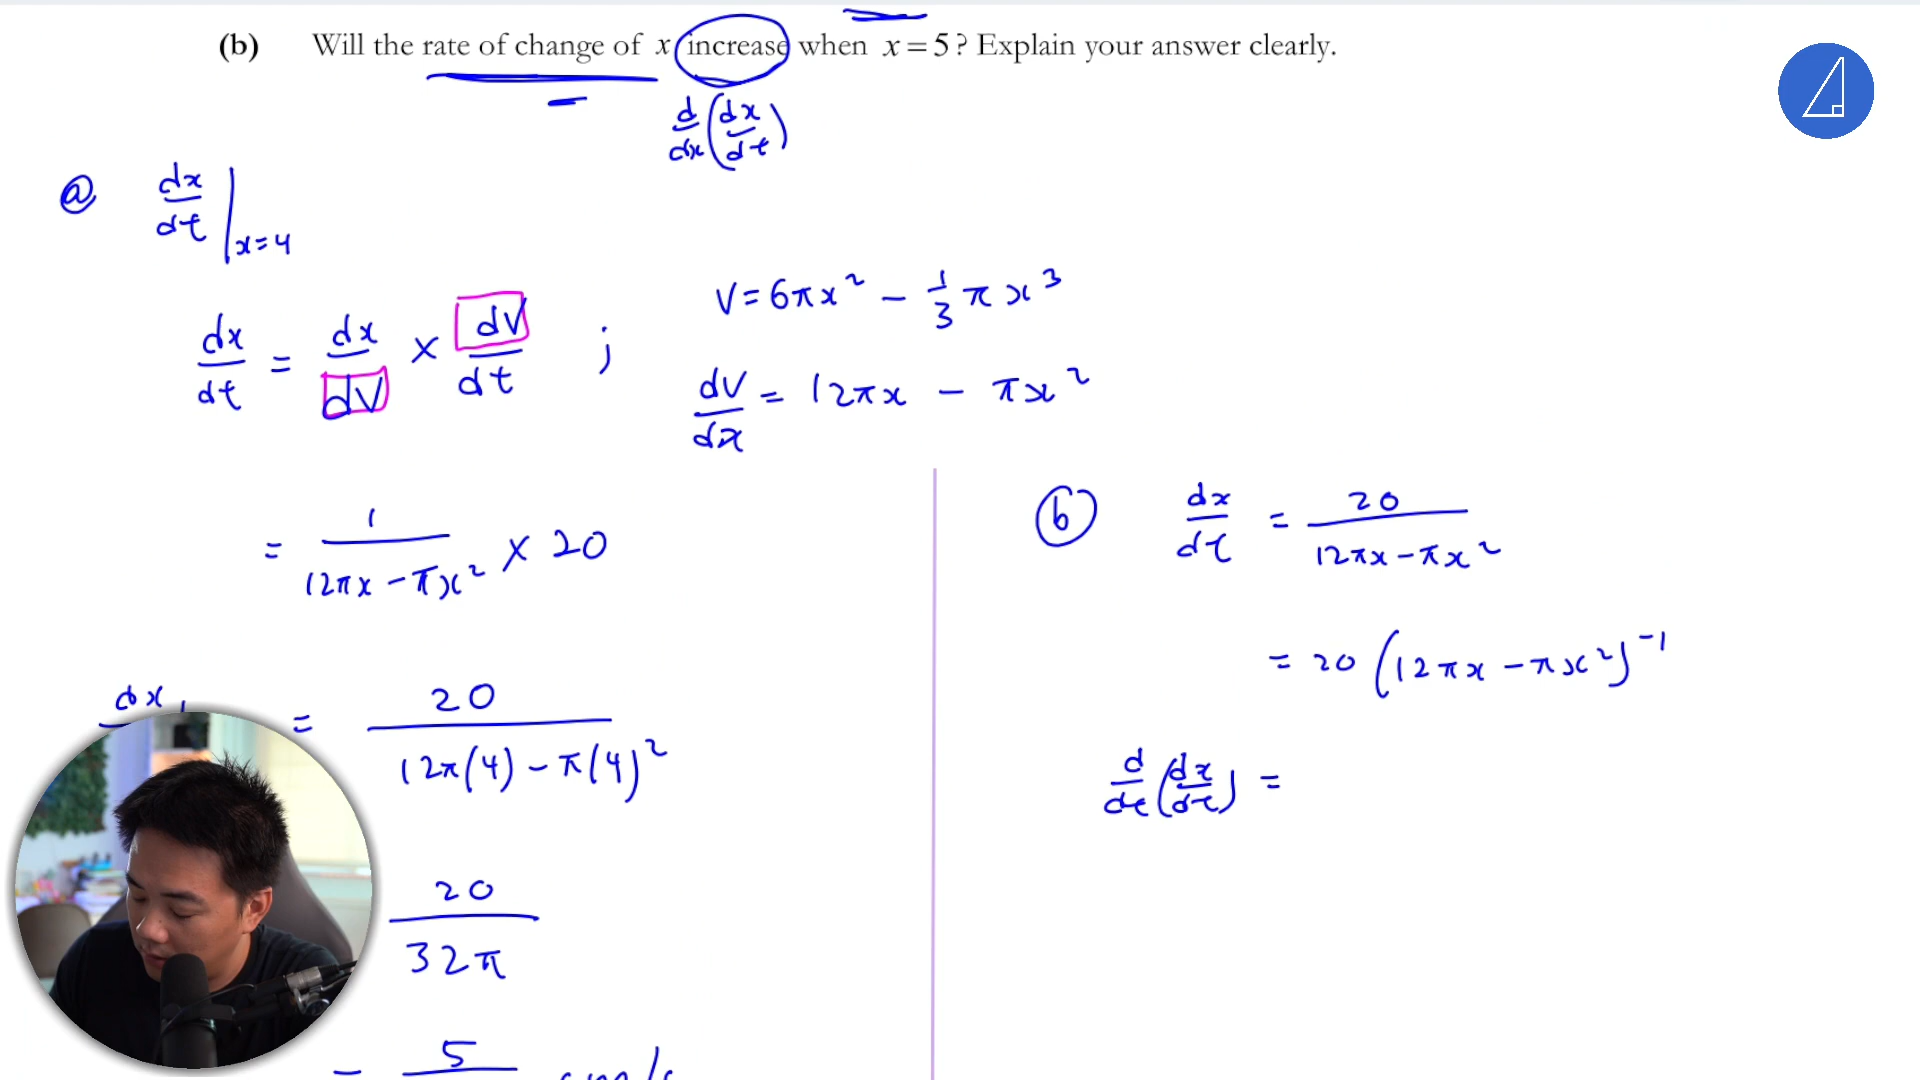 (b) Will the rate of change of x increase when x = 5? Explain your answer clearly.
d/dx (dx/dt)
ⓐ dx/dt |x=4
dx/dt = dx/dV × dV/dt ;
V = 6πx² − 1/3 πx³
dV/dx = 12πx − πx²
= 1/(12πx − πx²) × 20
dx
= 20/(12π(4) − π(4)²)
20/32π
= 5
ⓑ dx/dt = 20/(12πx − πx²)
= 20 (12πx − πx²)⁻¹
d/dt (dx/dt) =